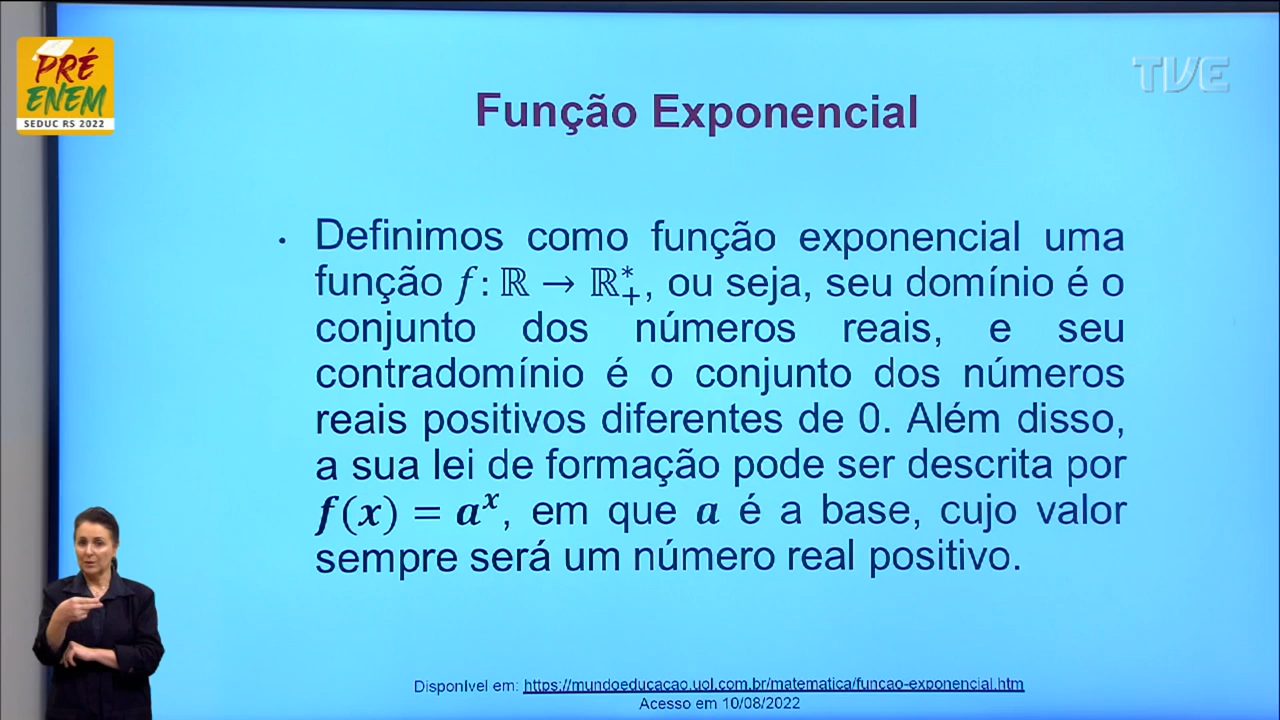 PRÉ
ENEM
SEDUC RS 2022
TVE
Função Exponencial
• Definimos como função exponencial uma
função f: ℝ → ℝ₊*, ou seja, seu domínio é o
conjunto dos números reais, e seu
contradomínio é o conjunto dos números
reais positivos diferentes de 0. Além disso,
a sua lei de formação pode ser descrita por
f(x) = aˣ, em que a é a base, cujo valor
sempre será um número real positivo.
Disponível em: https://mundoeducacao.uol.com.br/matematica/funcao-exponencial.htm
Acesso em 10/08/2022